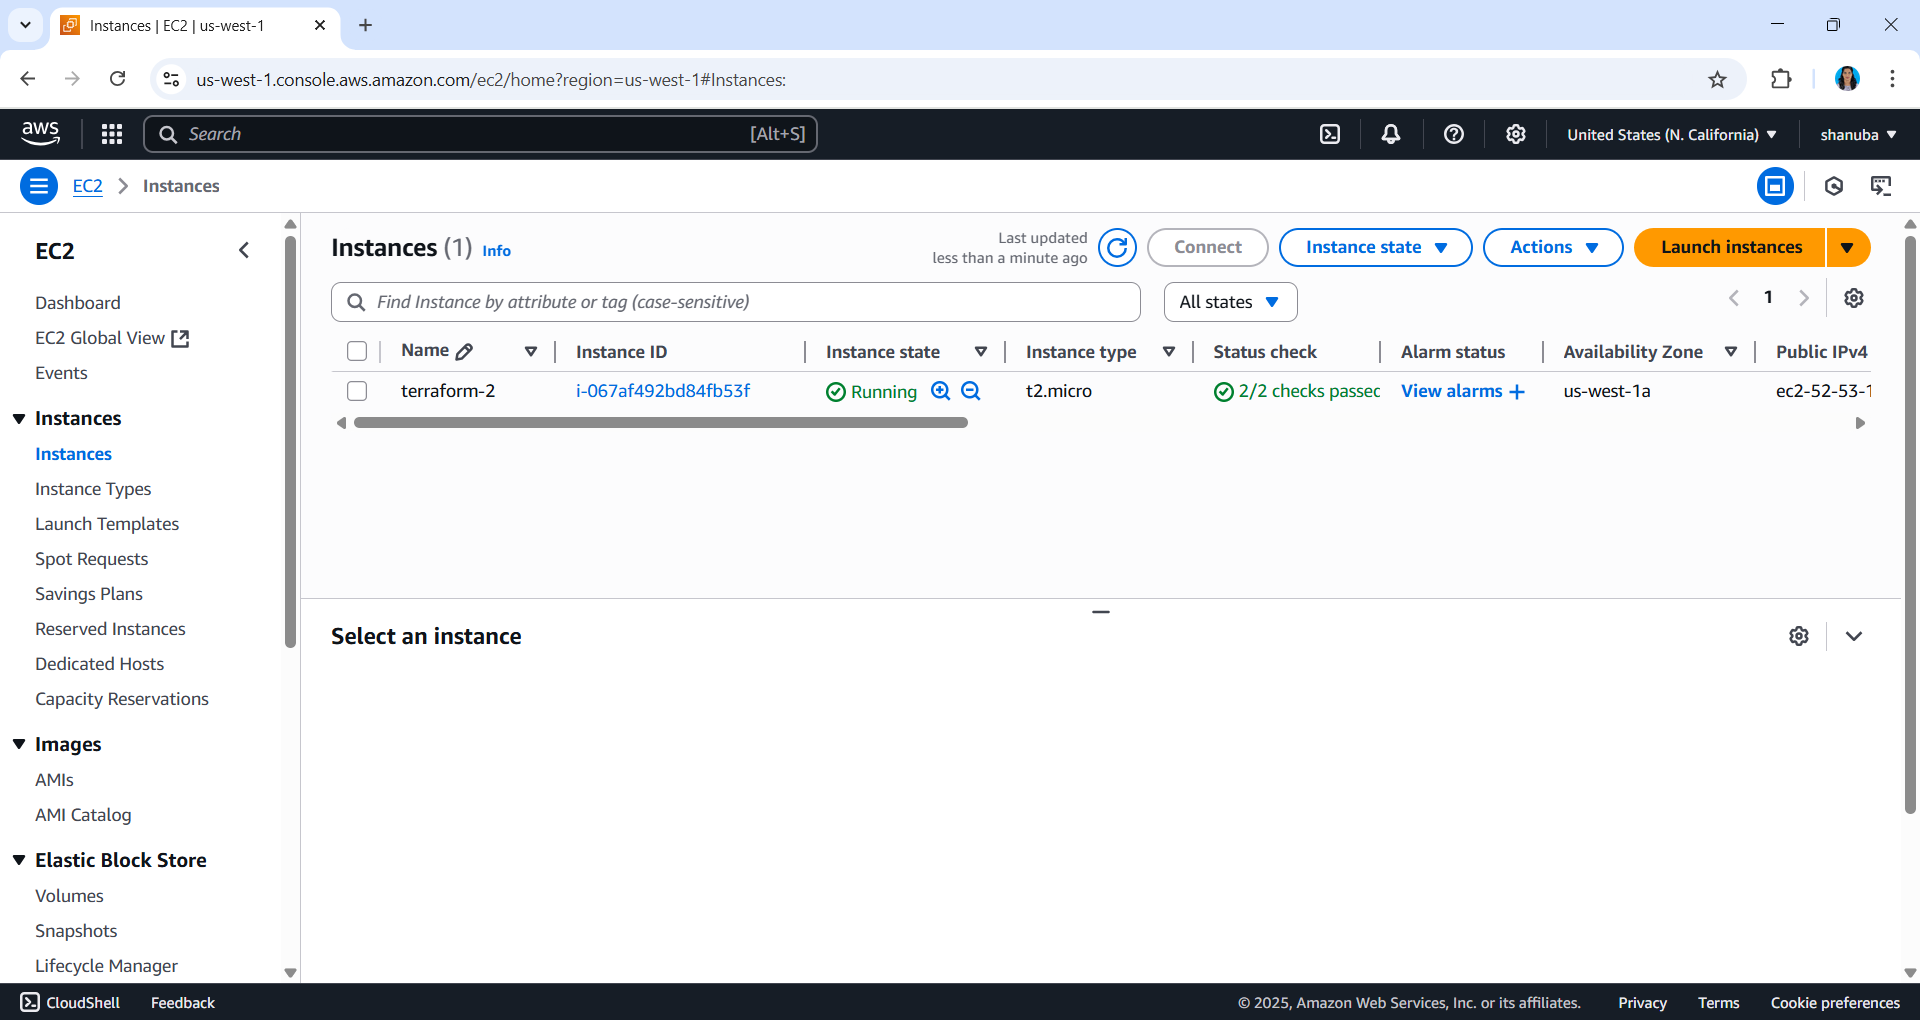 Instances | EC2 | us-west-1
us-west-1.console.aws.amazon.com/ec2/home?region=us-west-1#Instances:
aws
Search
[Alt+S]
United States (N. California)
shanuba
EC2
Instances
EC2
Dashboard
EC2 Global View
Events
Instances
Instances
Instance Types
Launch Templates
Spot Requests
Savings Plans
Reserved Instances
Dedicated Hosts
Capacity Reservations
Images
AMIs
AMI Catalog
Elastic Block Store
Volumes
Snapshots
Lifecycle Manager
Instances (1) Info
Last updated
less than a minute ago
Connect
Instance state
Actions
Launch instances
Find Instance by attribute or tag (case-sensitive)
All states
1
Name Instance ID Instance state Instance type Status check Alarm status Availability Zone Public IPv4
terraform-2 i-067af492bd84fb53f Running t2.micro 2/2 checks passed View alarms + us-west-1a ec2-52-53-1
Select an instance
CloudShell
Feedback
© 2025, Amazon Web Services, Inc. or its affiliates.
Privacy
Terms
Cookie preferences